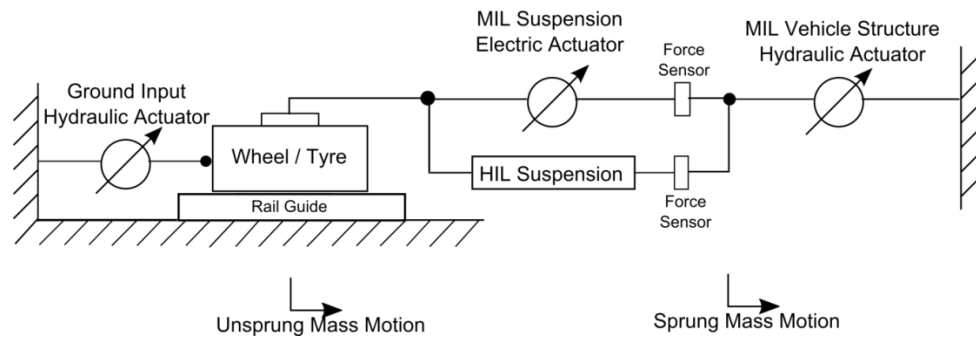 MIL Suspension
Electric Actuator
Force
Sensor
MIL Vehicle Structure
Hydraulic Actuator
Ground Input
Hydraulic Actuator
Wheel / Tyre
HIL Suspension
Rail Guide
Force
Sensor
Unsprung Mass Motion
Sprung Mass Motion